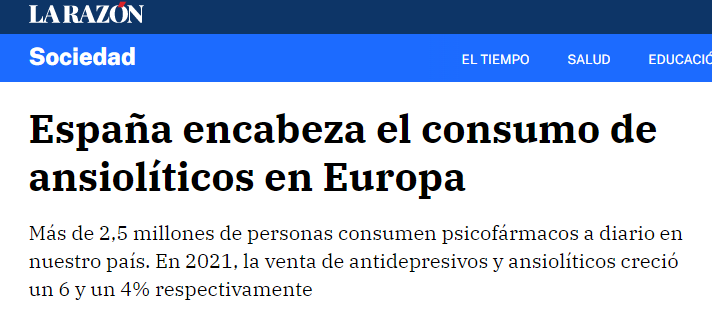 LA RAZÓN
Sociedad
EL TIEMPO
SALUD
EDUCACIÓ
España encabeza el consumo de
ansiolíticos en Europa
Más de 2,5 millones de personas consumen psicofármacos a diario en
nuestro país. En 2021, la venta de antidepresivos y ansiolíticos creció
un 6 y un 4% respectivamente